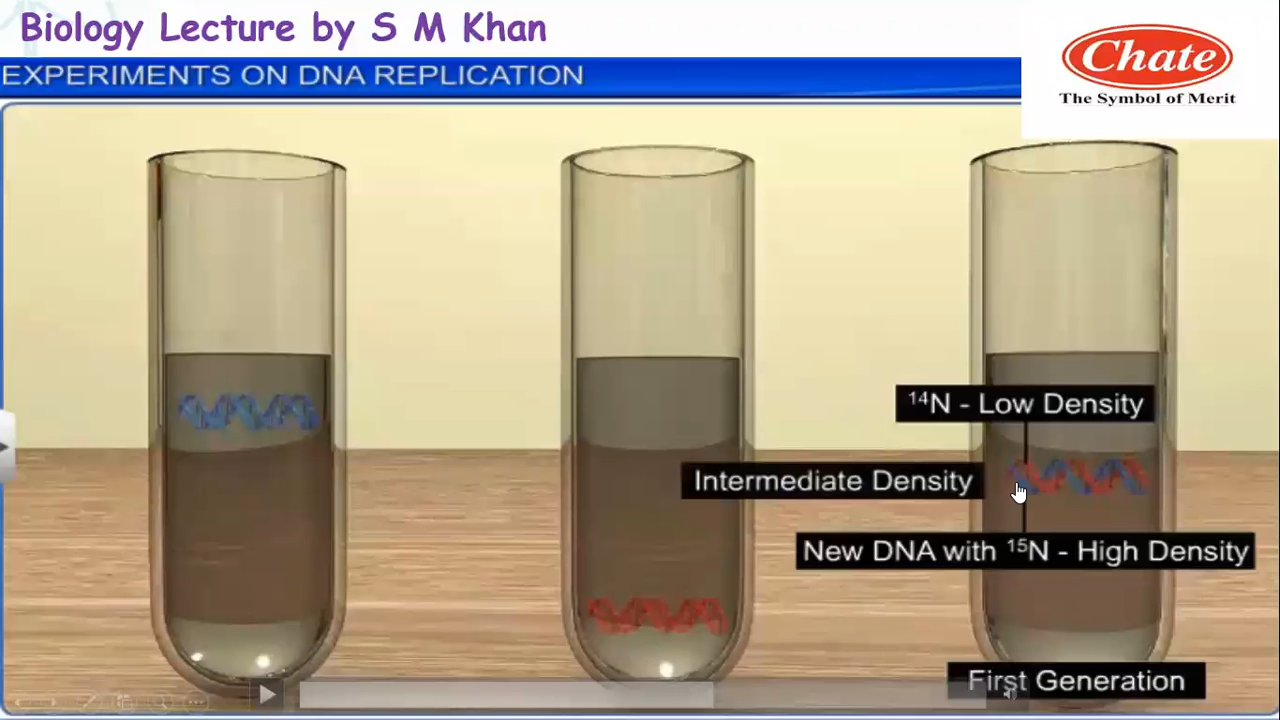 Biology Lecture by S M Khan
EXPERIMENTS ON DNA REPLICATION
Chate
The Symbol of Merit
¹⁴N - Low Density
Intermediate Density
New DNA with ¹⁵N - High Density
First Generation